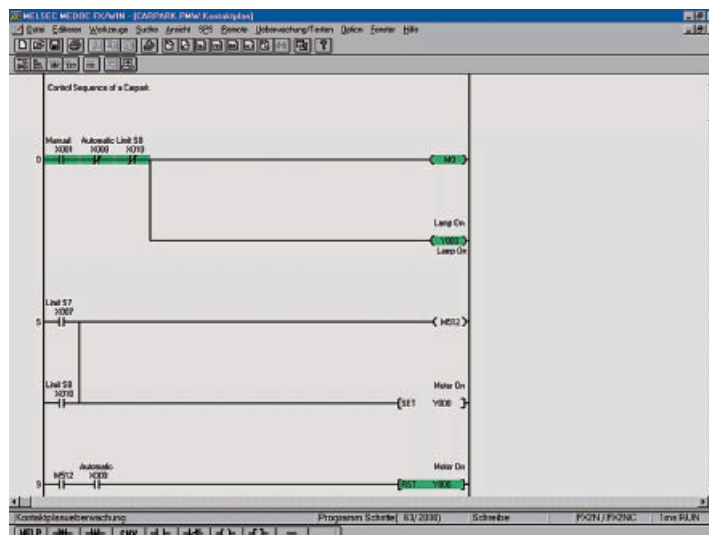 MELSEC MEDOC FX/WIN - [CARPARK.PMW:Kontaktplan]
Datei Editieren Werkzeuge Suche Ansicht SPS Remote Ueberwachung/Testen Option Fenster Hilfe
Control Sequence of a Carpark.
Manual Automatic Limit S8
X001 X000 X010
0 M0
Lamp On
Y003
Lamp On
Limit S7
X007
5 M512
Limit S8 Motor On
X010
SET Y000
Automatic Motor On
M512 X000
9 RST Y000
Kontaktplanueberwachung Programm Schritte[ 63/2000) Schreibe FX2N/FX2NC 1ms RUN
HELP